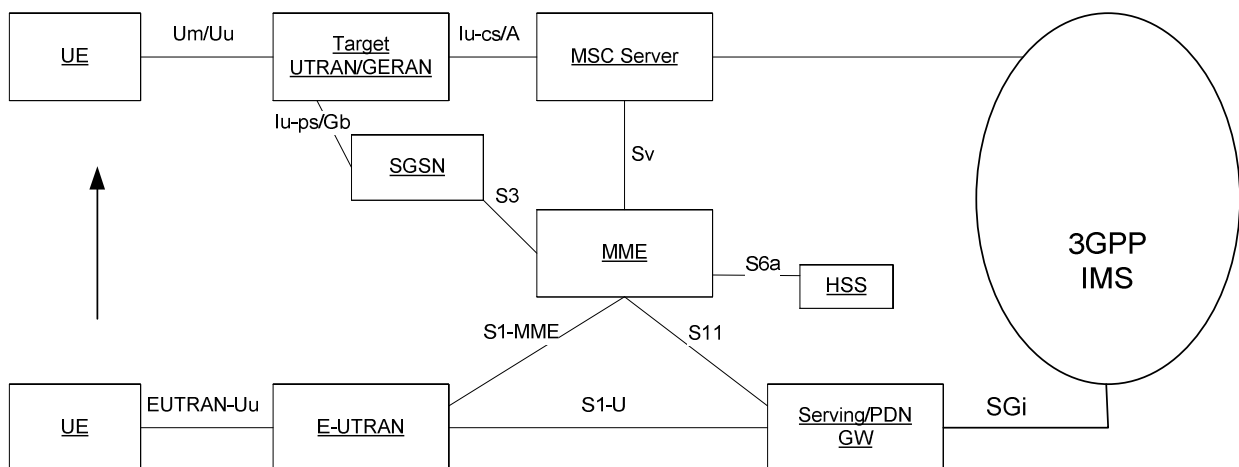 UE
Um/Uu
Target
UTRAN/GERAN
Iu-cs/A
MSC Server
Iu-ps/Gb
SGSN
S3
Sv
MME
S6a
HSS
3GPP
IMS
S1-MME
S11
UE
EUTRAN-Uu
E-UTRAN
S1-U
Serving/PDN
GW
SGi